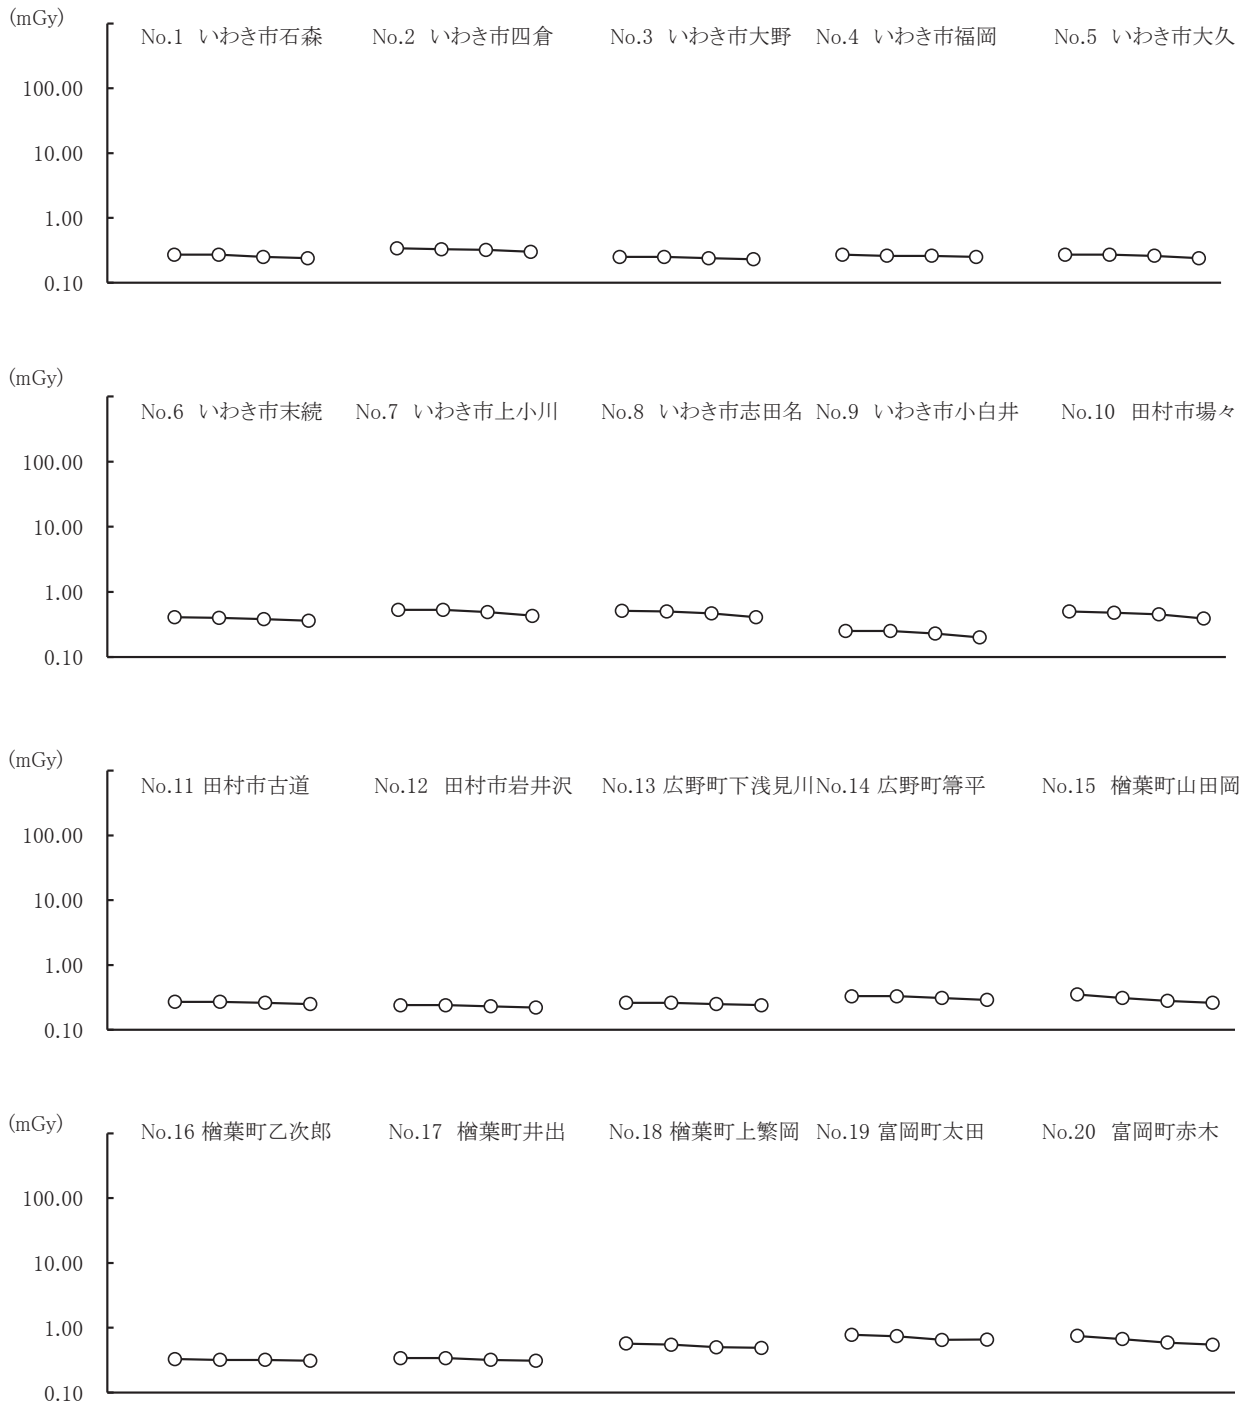 (mGy)
No.1 いわき市石森 No.2 いわき市四倉 No.3 いわき市大野 No.4 いわき市福岡 No.5 いわき市大久
100.00
10.00
1.00
0.10
(mGy)
No.6 いわき市末続 No.7 いわき市上小川 No.8 いわき市志田名 No.9 いわき市小白井 No.10 田村市場々
100.00
10.00
1.00
0.10
(mGy)
No.11 田村市古道 No.12 田村市岩井沢 No.13 広野町下浅見川 No.14 広野町箒平 No.15 楢葉町山田岡
100.00
10.00
1.00
0.10
(mGy)
No.16 楢葉町乙次郎 No.17 楢葉町井出 No.18 楢葉町上繁岡 No.19 富岡町太田 No.20 富岡町赤木
100.00
10.00
1.00
0.10